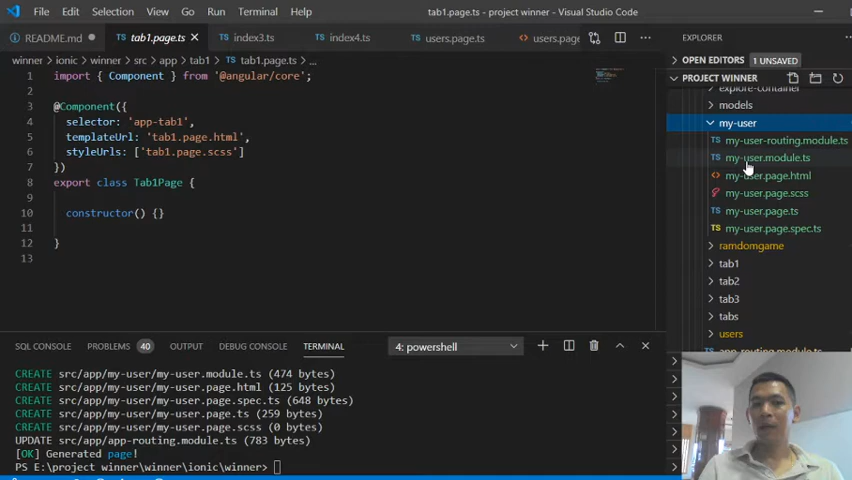 File Edit Selection View Go Run Terminal Help tab1.page.ts - project winner - Visual Studio Code
README.md tab1.page.ts index3.ts index4.ts users.page.ts users.page
winner > ionic > winner > src > app > tab1 > tab1.page.ts > ...
1 import { Component } from '@angular/core';
2
3 @Component({
4 selector: 'app-tab1',
5 templateUrl: 'tab1.page.html',
6 styleUrls: ['tab1.page.scss']
7 })
8 export class Tab1Page {
9
10 constructor() {}
11
12 }
13
SQL CONSOLE PROBLEMS 40 OUTPUT DEBUG CONSOLE TERMINAL 4: powershell
CREATE src/app/my-user/my-user.module.ts (474 bytes)
CREATE src/app/my-user/my-user.page.html (125 bytes)
CREATE src/app/my-user/my-user.page.spec.ts (648 bytes)
CREATE src/app/my-user/my-user.page.ts (259 bytes)
CREATE src/app/my-user/my-user.page.scss (0 bytes)
UPDATE src/app/app-routing.module.ts (783 bytes)
[OK] Generated page!
PS E:\project winner\winner\ionic\winner>
EXPLORER
OPEN EDITORS 1 UNSAVED
PROJECT WINNER
explore-container
models
my-user
TS my-user-routing.module.ts
TS my-user.module.ts
my-user.page.html
my-user.page.scss
TS my-user.page.ts
TS my-user.page.spec.ts
ramdomgame
tab1
tab2
tab3
tabs
users
app-routing.module.ts